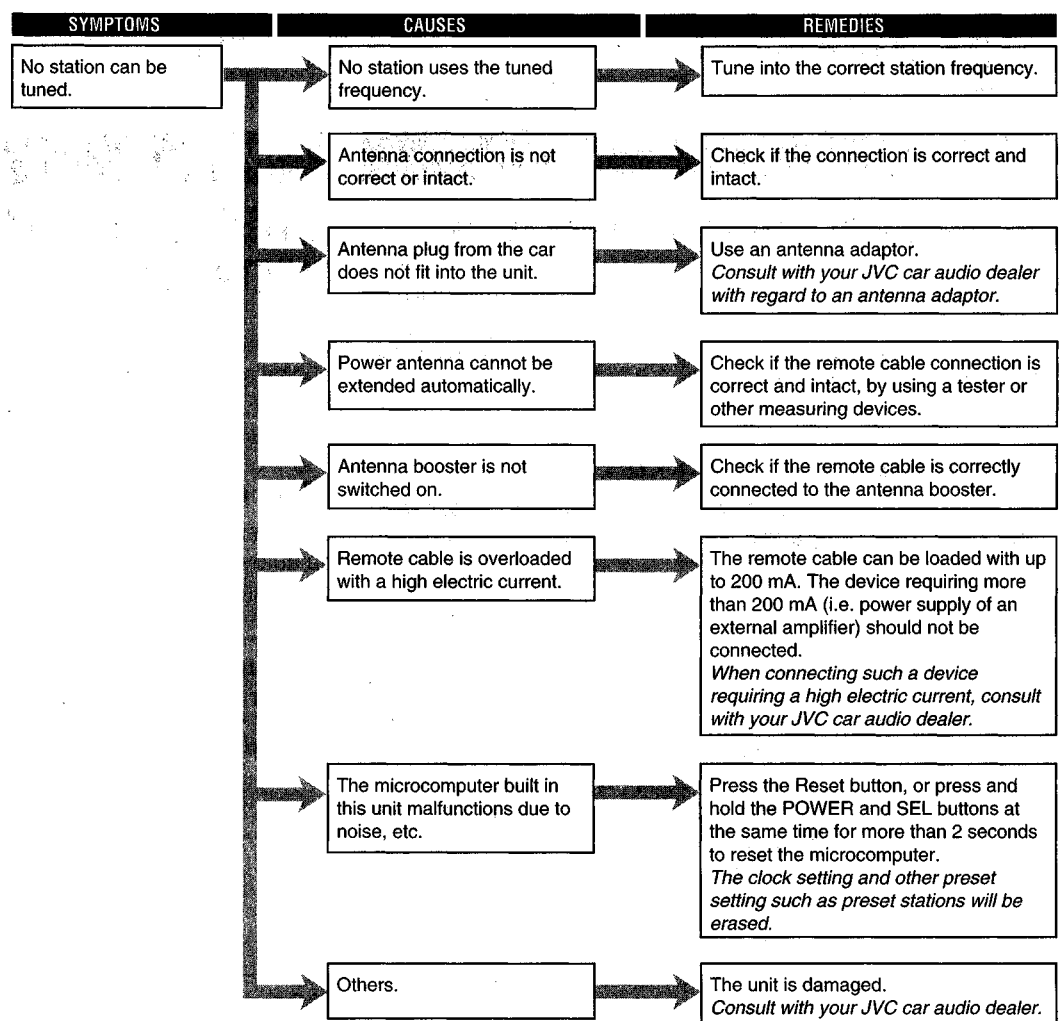 SYMPTOMS
CAUSES
REMEDIES
No station can be
tuned.
No station uses the tuned
frequency.
Tune into the correct station frequency.
Antenna connection is not
correct or intact.
Check if the connection is correct and
intact.
Antenna plug from the car
does not fit into the unit.
Use an antenna adaptor.
Consult with your JVC car audio dealer
with regard to an antenna adaptor.
Power antenna cannot be
extended automatically.
Check if the remote cable connection is
correct and intact, by using a tester or
other measuring devices.
Antenna booster is not
switched on.
Check if the remote cable is correctly
connected to the antenna booster.
Remote cable is overloaded
with a high electric current.
The remote cable can be loaded with up
to 200 mA. The device requiring more
than 200 mA (i.e. power supply of an
external amplifier) should not be
connected.
When connecting such a device
requiring a high electric current, consult
with your JVC car audio dealer.
The microcomputer built in
this unit malfunctions due to
noise, etc.
Press the Reset button, or press and
hold the POWER and SEL buttons at
the same time for more than 2 seconds
to reset the microcomputer.
The clock setting and other preset
setting such as preset stations will be
erased.
Others.
The unit is damaged.
Consult with your JVC car audio dealer.